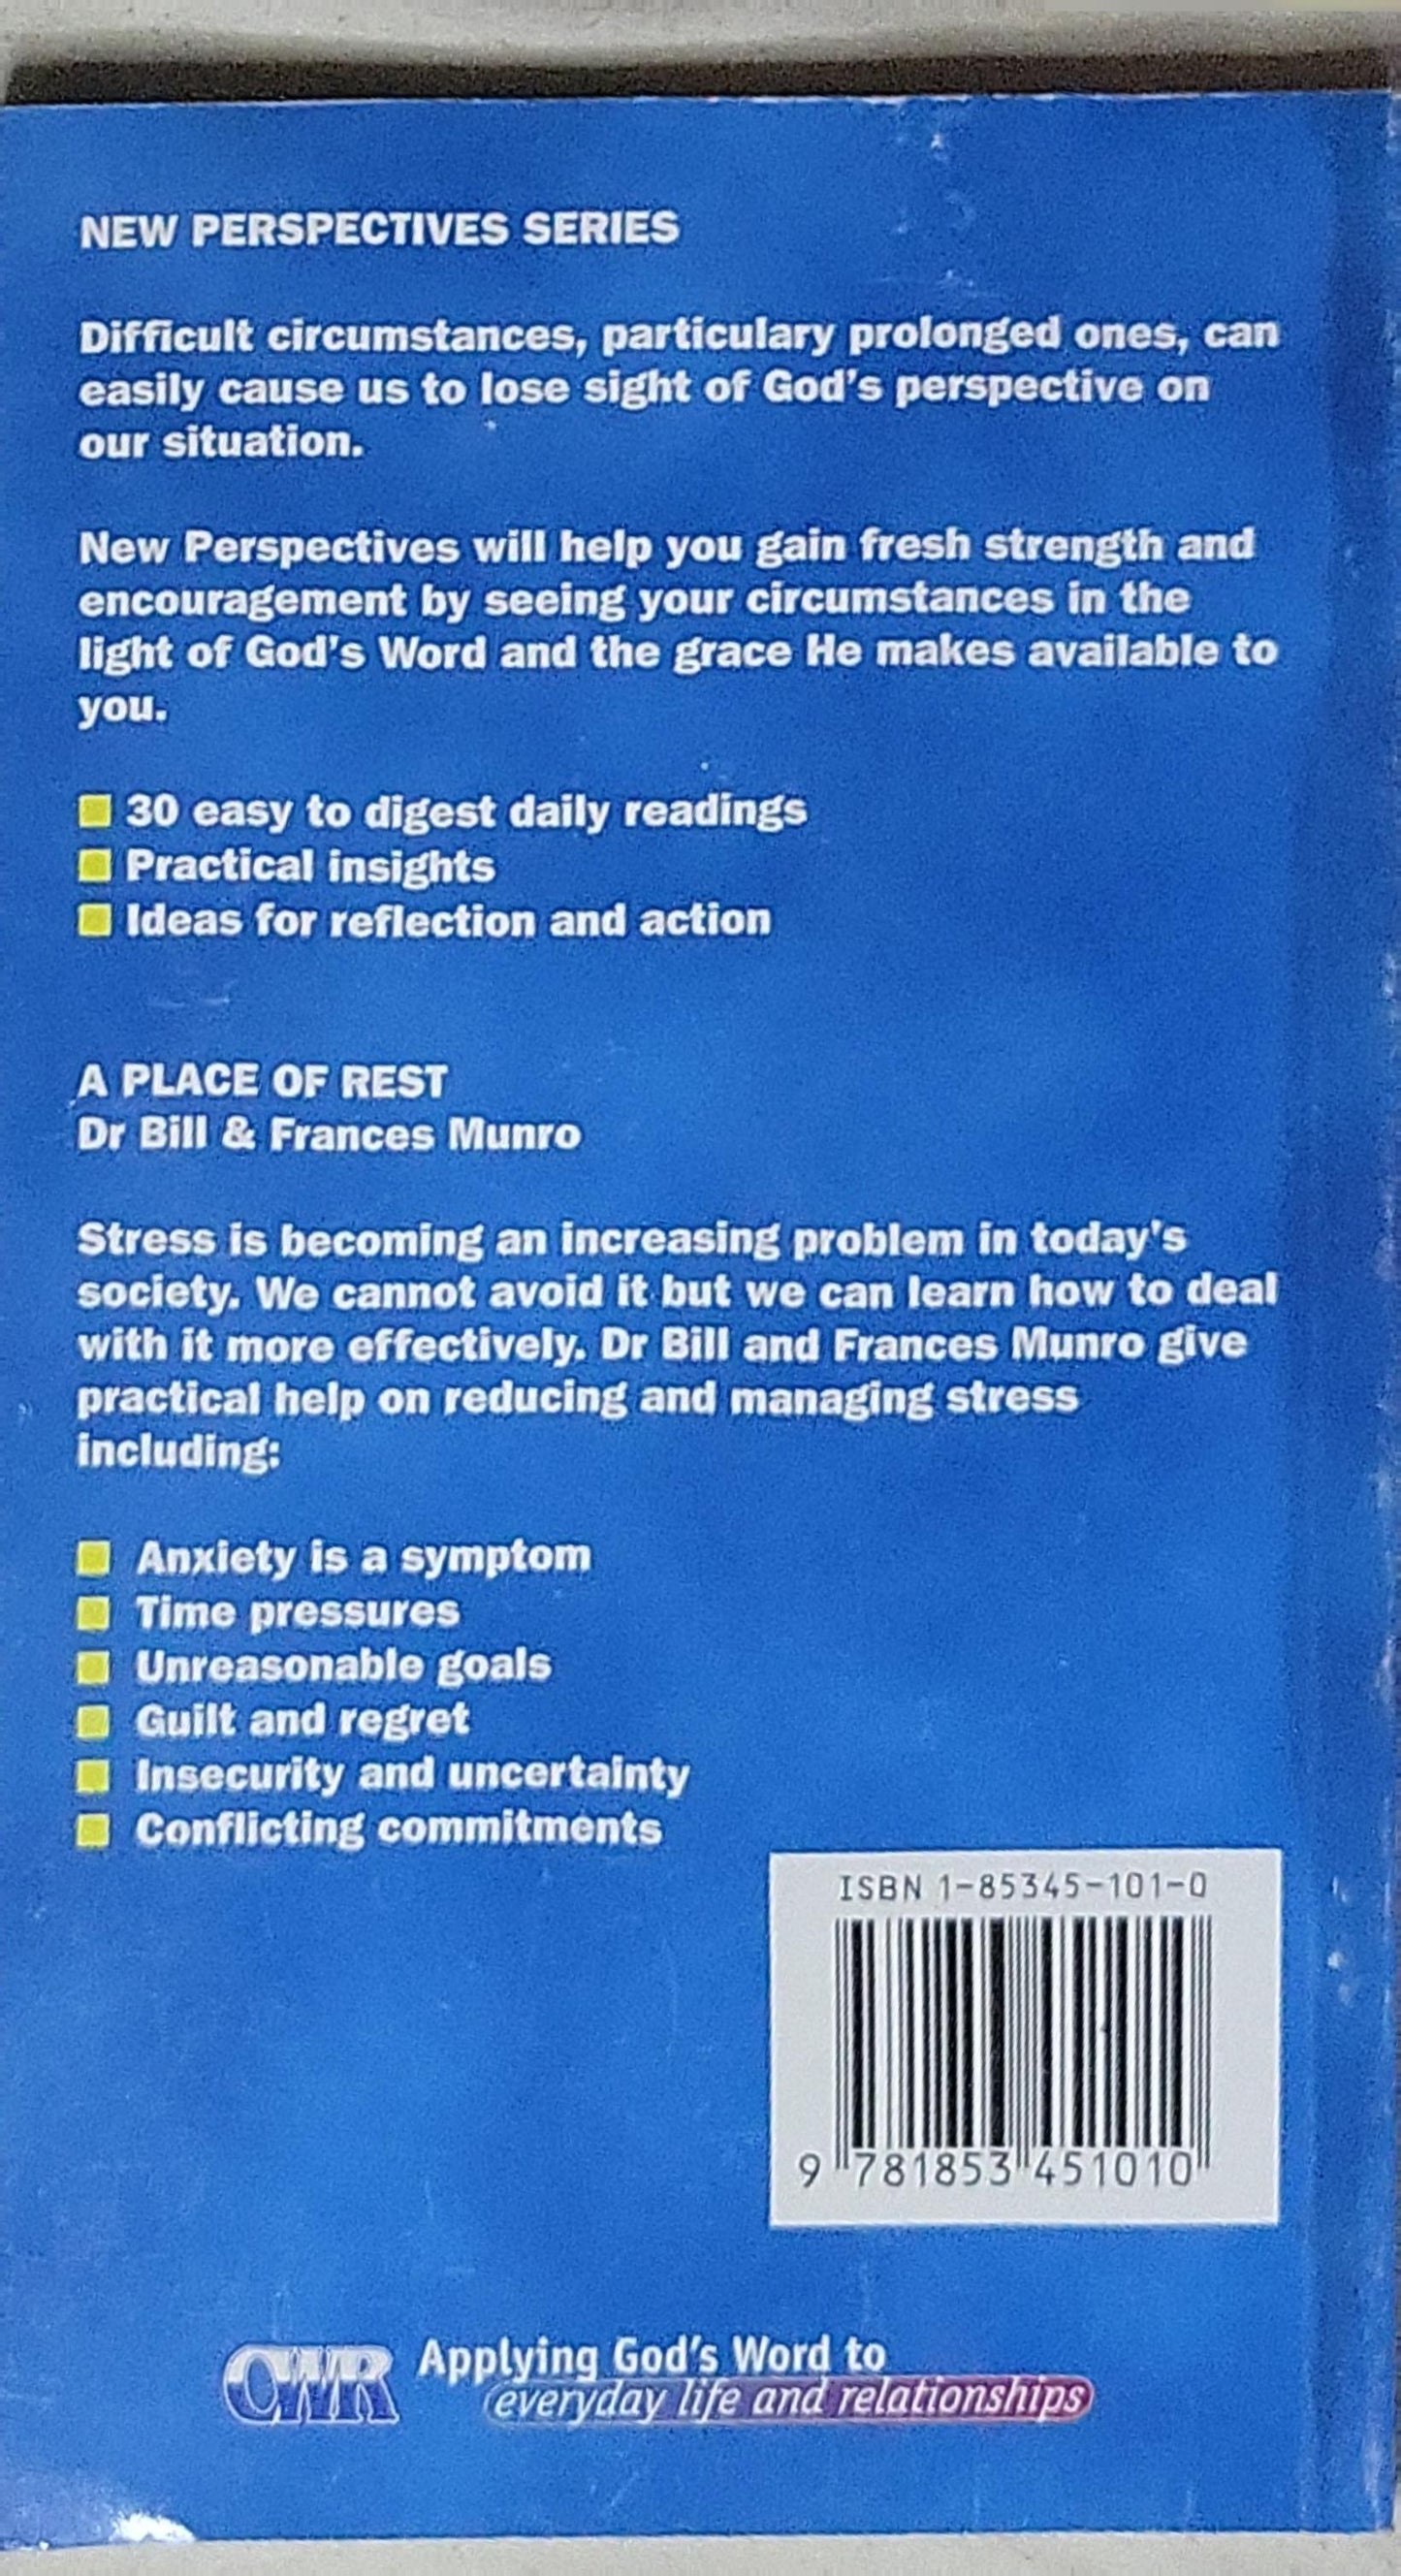 NEW PERSPECTIVES SERIES
Difficult circumstances, particulary prolonged ones, can
easily cause us to lose sight of God's perspective on
our situation.
New Perspectives will help you gain fresh strength and
encouragement by seeing your circumstances in the
light of God's Word and the grace He makes available to
you.
30 easy to digest daily readings
Practical insights
Ideas for reflection and action
A PLACE OF REST
Dr Bill & Frances Munro
Stress is becoming an increasing problem in today's
society. We cannot avoid it but we can learn how to deal
with it more effectively. Dr Bill and Frances Munro give
practical help on reducing and managing stress
including:
Anxiety is a symptom
Time pressures
Unreasonable goals
Guilt and regret
Insecurity and uncertainty
Conflicting commitments
ISBN 1-85345-101-0
9 781853 451010
CWR Applying God's Word to
everyday life and relationships